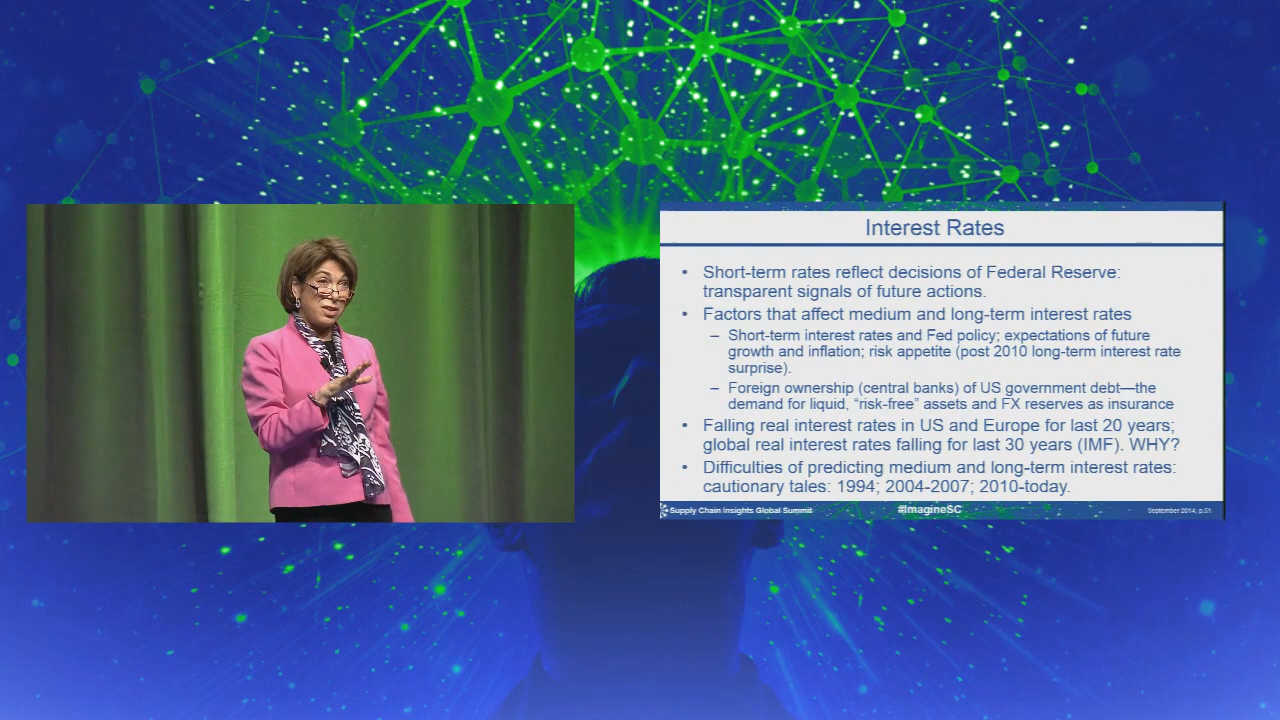 Interest Rates
• Short-term rates reflect decisions of Federal Reserve:
transparent signals of future actions.
• Factors that affect medium and long-term interest rates
– Short-term interest rates and Fed policy; expectations of future
growth and inflation; risk appetite (post 2010 long-term interest rate
surprise).
– Foreign ownership (central banks) of US government debt—the
demand for liquid, “risk-free” assets and FX reserves as insurance
• Falling real interest rates in US and Europe for last 20 years;
global real interest rates falling for last 30 years (IMF). WHY?
• Difficulties of predicting medium and long-term interest rates:
cautionary tales: 1994; 2004-2007; 2010-today.
Supply Chain Insights Global Summit
#ImagineSC
September 2014, p.51